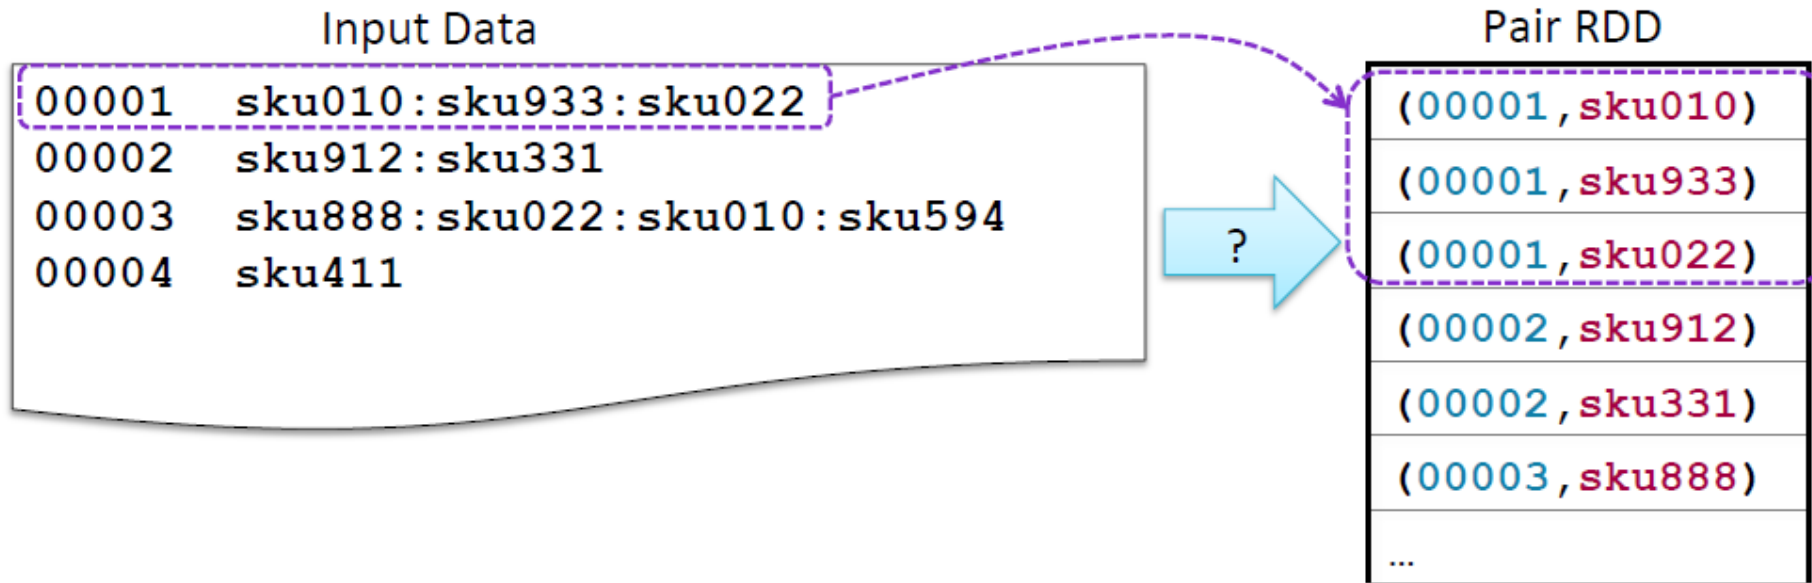 Input Data
00001 sku010:sku933:sku022
00002 sku912:sku331
00003 sku888:sku022:sku010:sku594
00004 sku411
?
Pair RDD
(00001,sku010)
(00001,sku933)
(00001,sku022)
(00002,sku912)
(00002,sku331)
(00003,sku888)
...